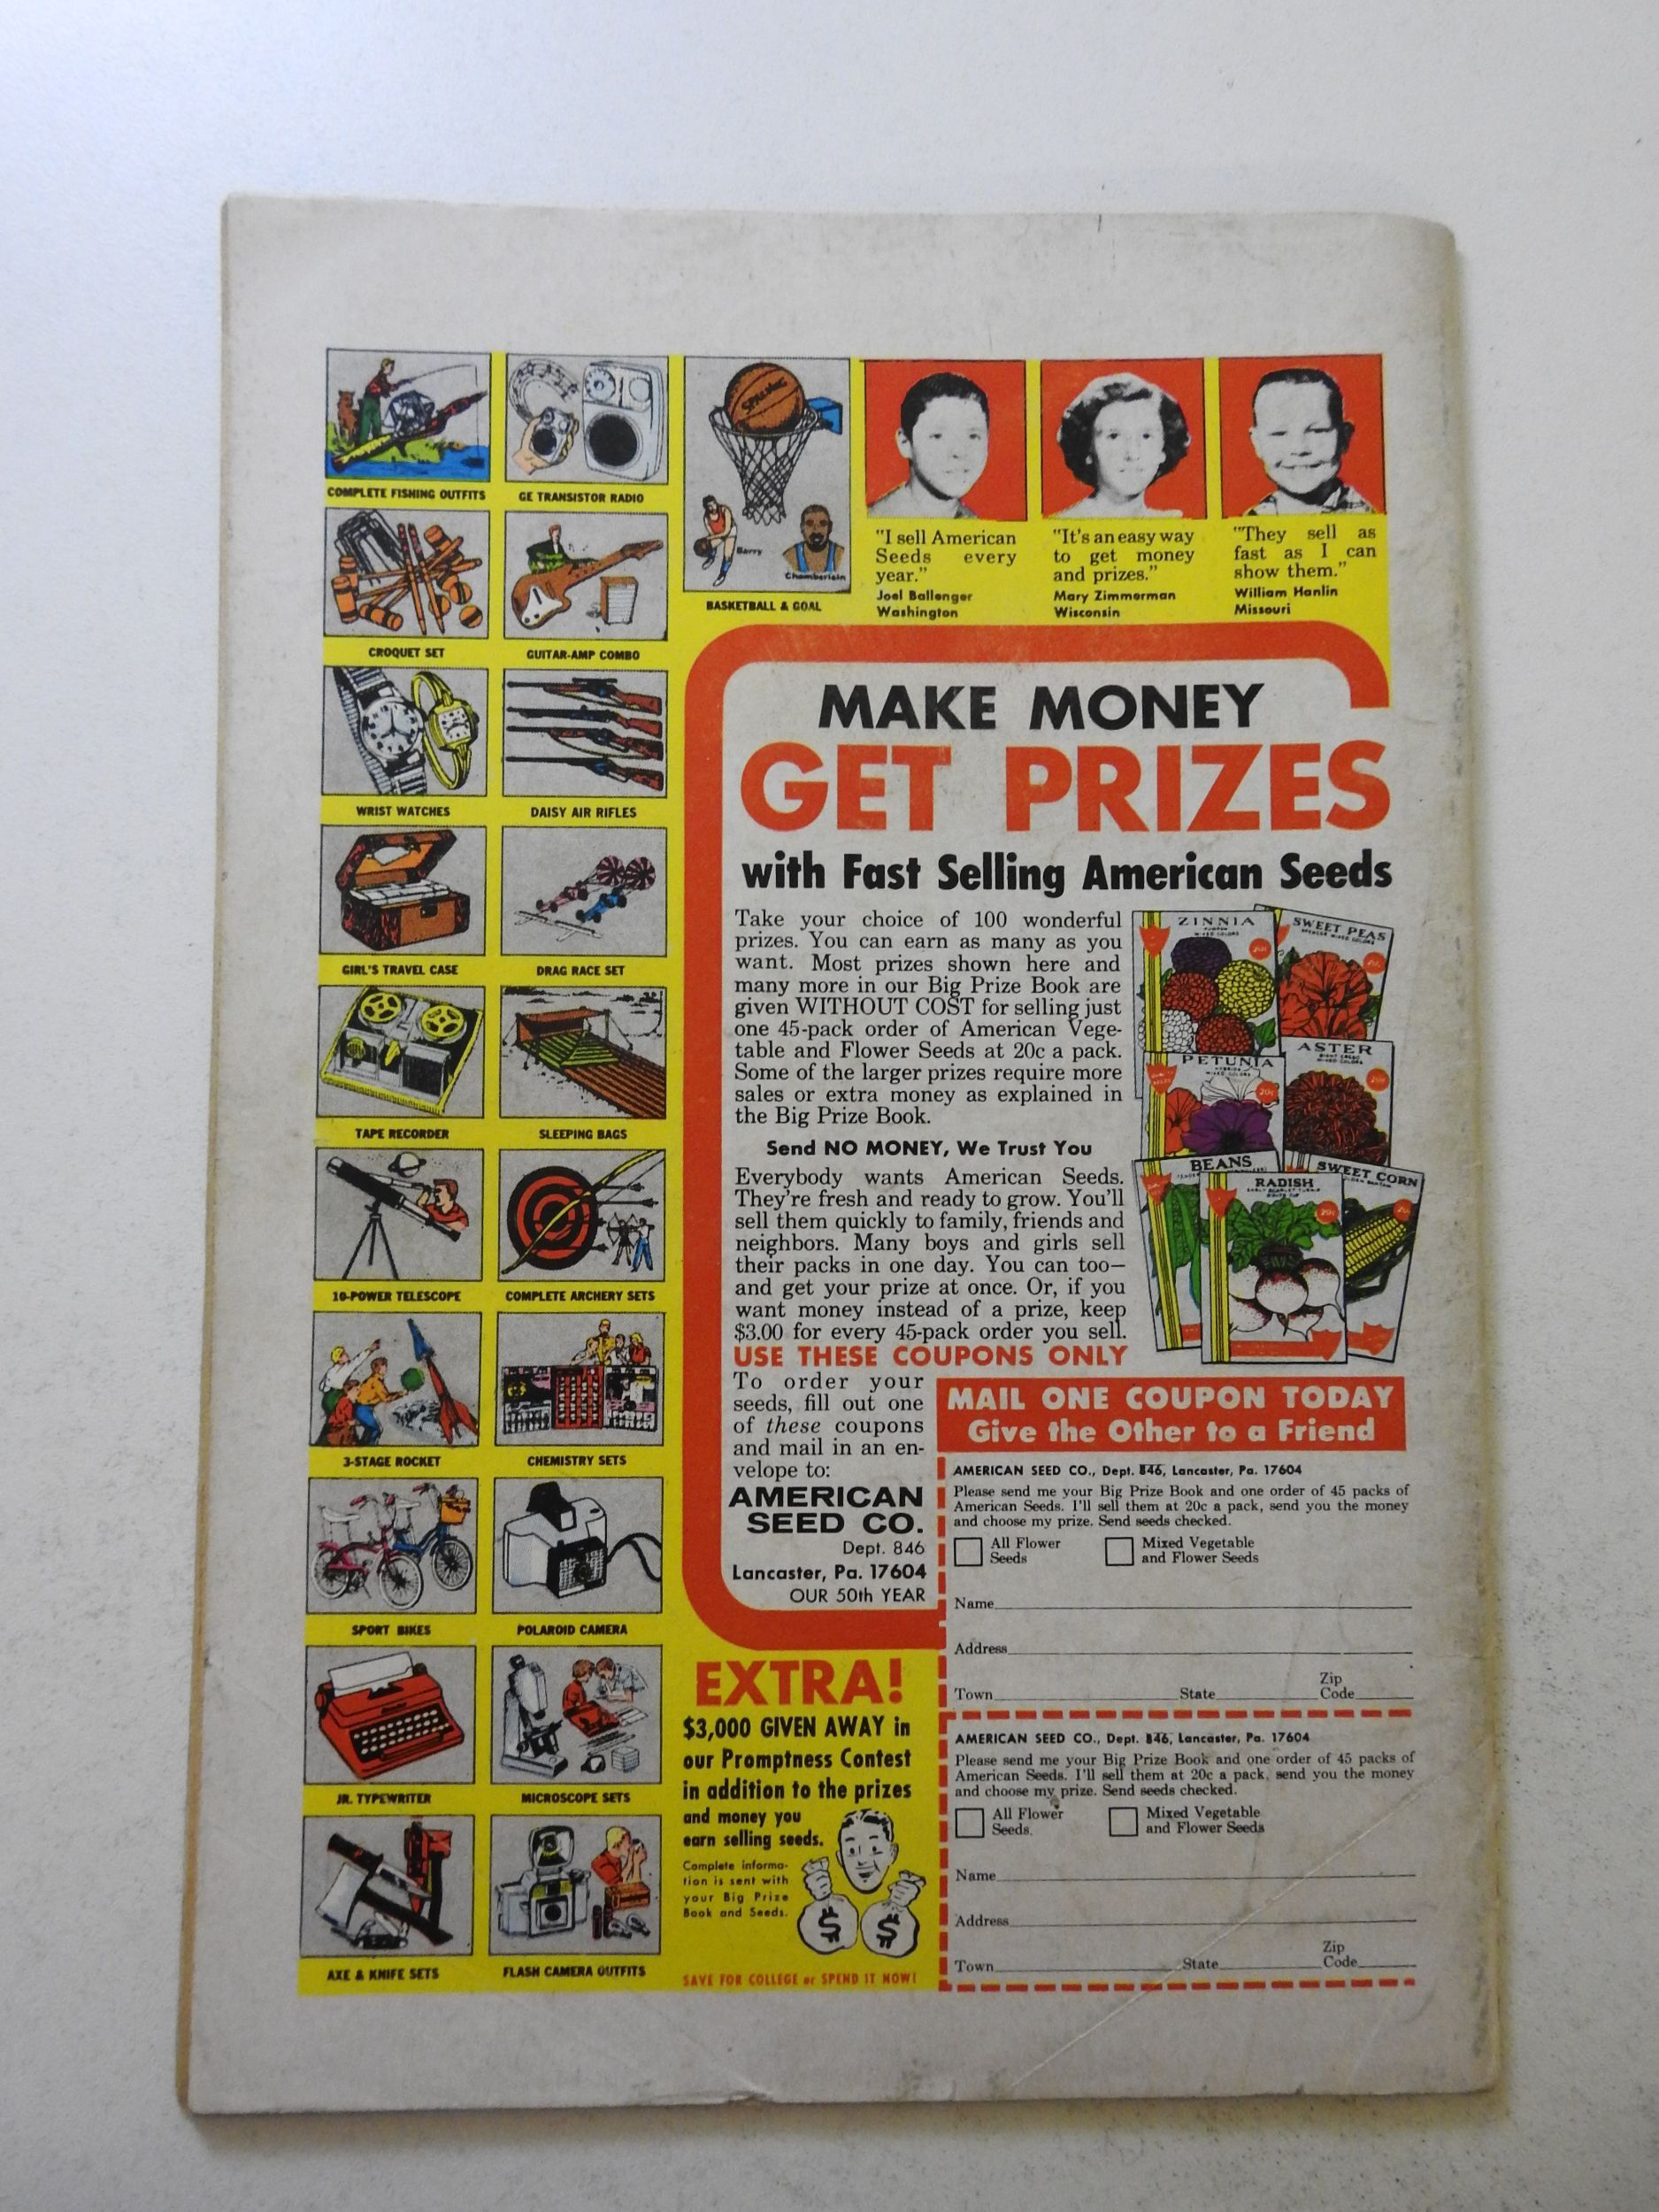 COMPLETE FISHING OUTFITS
GE TRANSISTOR RADIO
CROQUET SET
GUITAR-AMP COMBO
WRIST WATCHES
DAISY AIR RIFLES
GIRL'S TRAVEL CASE
DRAG RACE SET
TAPE RECORDER
SLEEPING BAGS
10-POWER TELESCOPE
COMPLETE ARCHERY SETS
3-STAGE ROCKET
CHEMISTRY SETS
SPORT BIKES
POLAROID CAMERA
JR. TYPEWRITER
MICROSCOPE SETS
AXE & KNIFE SETS
FLASH CAMERA OUTFITS
SPALDING
Barry
Chamberlain
BASKETBALL & GOAL
"I sell American
Seeds every
year."
Joel Ballenger
Washington
"It's an easy way
to get money
and prizes."
Mary Zimmerman
Wisconsin
"They sell as
fast as I can
show them."
William Hanlin
Missouri
MAKE MONEY
GET PRIZES
with Fast Selling American Seeds
Take your choice of 100 wonderful
prizes. You can earn as many as you
want. Most prizes shown here and
many more in our Big Prize Book are
given WITHOUT COST for selling just
one 45-pack order of American Vege-
table and Flower Seeds at 20c a pack.
Some of the larger prizes require more
sales or extra money as explained in
the Big Prize Book.
Send NO MONEY, We Trust You
Everybody wants American Seeds.
They're fresh and ready to grow. You'll
sell them quickly to family, friends and
neighbors. Many boys and girls sell
their packs in one day. You can too—
and get your prize at once. Or, if you
want money instead of a prize, keep
$3.00 for every 45-pack order you sell.
USE THESE COUPONS ONLY
To order your
seeds, fill out one
of these coupons
and mail in an en-
velope to:
AMERICAN
SEED CO.
Dept. 846
Lancaster, Pa. 17604
OUR 50th YEAR
ZINNIA
MIXED COLORS
20c
SWEET PEAS
SPENCER MIXED COLORS
20c
PETUNIA
MIXED COLORS
20c
ASTER
MIXED COLORS
20c
BEANS
RADISH
20c
SWEET CORN
20c
MAIL ONE COUPON TODAY
Give the Other to a Friend
AMERICAN SEED CO., Dept. 846, Lancaster, Pa. 17604
Please send me your Big Prize Book and one order of 45 packs of
American Seeds. I'll sell them at 20c a pack, send you the money
and choose my prize. Send seeds checked.
All Flower
Seeds
Mixed Vegetable
and Flower Seeds
Name
Address
Town State Zip
Code
AMERICAN SEED CO., Dept. 846, Lancaster, Pa. 17604
Please send me your Big Prize Book and one order of 45 packs of
American Seeds. I'll sell them at 20c a pack, send you the money
and choose my prize. Send seeds checked.
All Flower
Seeds.
Mixed Vegetable
and Flower Seeds
Name
Address
Town State Zip
Code
EXTRA!
$3,000 GIVEN AWAY in
our Promptness Contest
in addition to the prizes
and money you
earn selling seeds.
Complete informa-
tion is sent with
your Big Prize
Book and Seeds.
$ $
SAVE FOR COLLEGE or SPEND IT NOW!